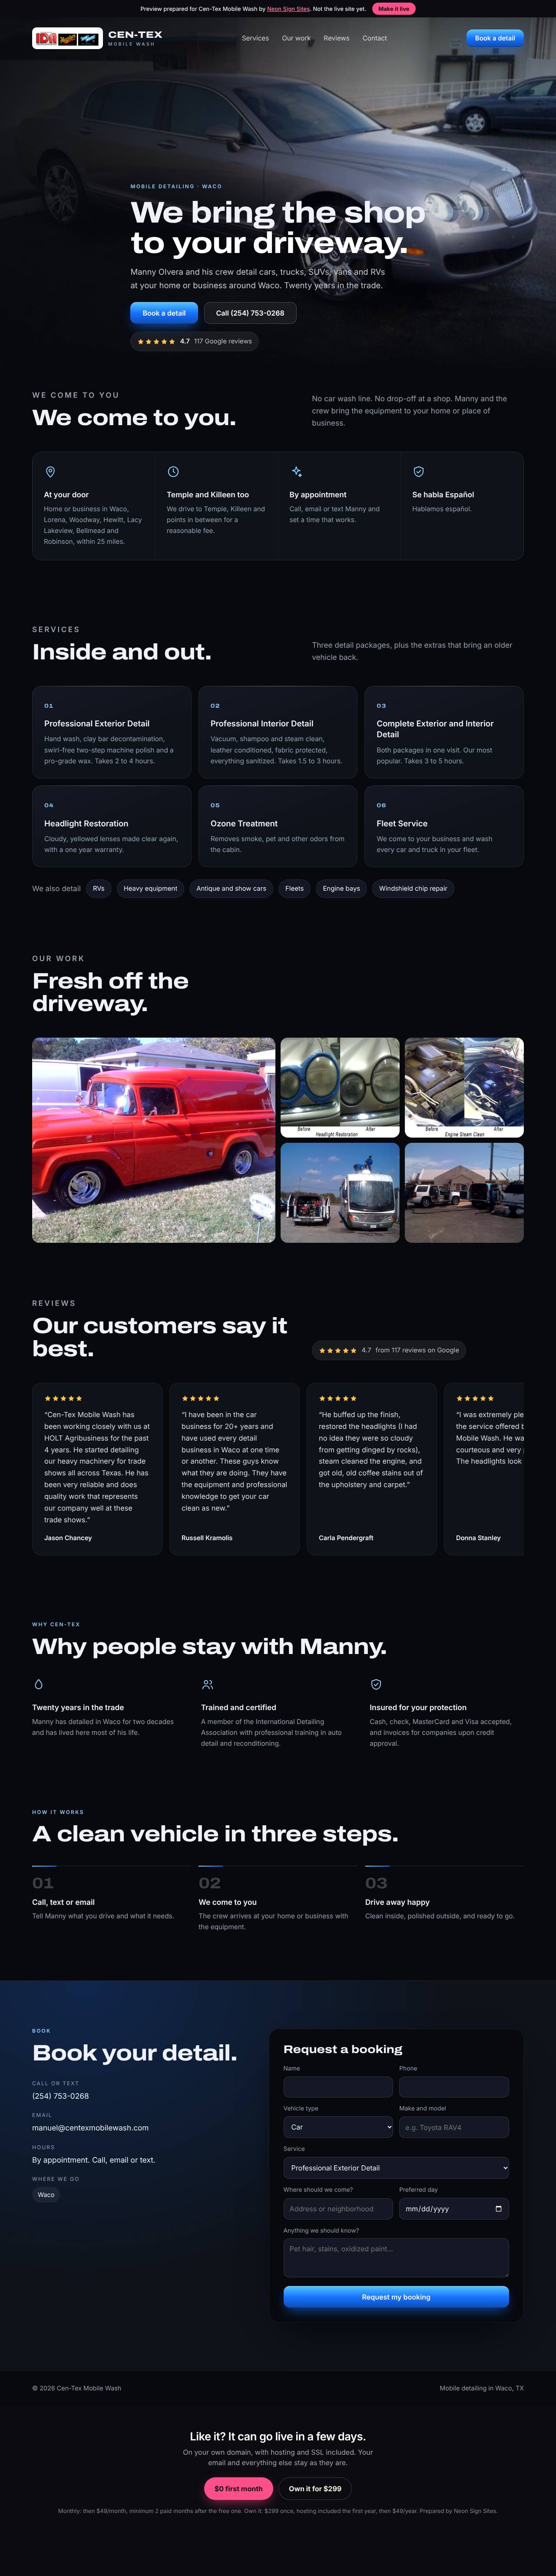 Preview prepared for Cen-Tex Mobile Wash by Neon Sign Sites. Not the live site yet. Make it live
IDA
CEN-TEX
MOBILE WASH
Services Our work Reviews Contact
Book a detail
MOBILE DETAILING · WACO
We bring the shop
to your driveway.
Manny Olvera and his crew detail cars, trucks, SUVs, vans and RVs
at your home or business around Waco. Twenty years in the trade.
Book a detail Call (254) 753-0268
4.7 117 Google reviews
WE COME TO YOU
We come to you.
No car wash line. No drop-off at a shop. Manny and the
crew bring the equipment to your home or place of
business.
At your door
Home or business in Waco,
Lorena, Woodway, Hewitt, Lacy
Lakeview, Bellmead and
Robinson, within 25 miles.
Temple and Killeen too
We drive to Temple, Killeen and
points in between for a
reasonable fee.
By appointment
Call, email or text Manny and
set a time that works.
Se habla Español
Hablamos español.
SERVICES
Inside and out.
Three detail packages, plus the extras that bring an older
vehicle back.
01
Professional Exterior Detail
Hand wash, clay bar decontamination,
swirl-free two-step machine polish and a
pro-grade wax. Takes 2 to 4 hours.
02
Professional Interior Detail
Vacuum, shampoo and steam clean,
leather conditioned, fabric protected,
everything sanitized. Takes 1.5 to 3 hours.
03
Complete Exterior and Interior
Detail
Both packages in one visit. Our most
popular. Takes 3 to 5 hours.
04
Headlight Restoration
Cloudy, yellowed lenses made clear again,
with a one year warranty.
05
Ozone Treatment
Removes smoke, pet and other odors from
the cabin.
06
Fleet Service
We come to your business and wash
every car and truck in your fleet.
We also detail RVs Heavy equipment Antique and show cars Fleets Engine bays Windshield chip repair
OUR WORK
Fresh off the
driveway.
Before After
Headlight Restoration
Before After
Engine Steam Clean
REVIEWS
Our customers say it
best.
4.7 from 117 reviews on Google
“Cen-Tex Mobile Wash has
been working closely with us at
HOLT Agribusiness for the past
4 years. He started detailing
our heavy machinery for trade
shows all across Texas. He has
been very reliable and does
quality work that represents
our company well at these
trade shows.”
Jason Chancey
“I have been in the car
business for 20+ years and
have used every detail
business in Waco at one time
or another. These guys know
what they are doing. They have
the equipment and professional
knowledge to get your car
clean as new.”
Russell Kramolis
“He buffed up the finish,
restored the headlights (I had
no idea they were so cloudy
from getting dinged by rocks),
steam cleaned the engine, and
got old, old coffee stains out of
the upholstery and carpet.”
Carla Pendergraft
“I was extremely ple
the service offered b
Mobile Wash. He wa
courteous and very
The headlights look
Donna Stanley
WHY CEN-TEX
Why people stay with Manny.
Twenty years in the trade
Manny has detailed in Waco for two decades
and has lived here most of his life.
Trained and certified
A member of the International Detailing
Association with professional training in auto
detail and reconditioning.
Insured for your protection
Cash, check, MasterCard and Visa accepted,
and invoices for companies upon credit
approval.
HOW IT WORKS
A clean vehicle in three steps.
01
Call, text or email
Tell Manny what you drive and what it needs.
02
We come to you
The crew arrives at your home or business with
the equipment.
03
Drive away happy
Clean inside, polished outside, and ready to go.
BOOK
Book your detail.
CALL OR TEXT
(254) 753-0268
EMAIL
manuel@centexmobilewash.com
HOURS
By appointment. Call, email or text.
WHERE WE GO
Waco
Request a booking
Name Phone
Vehicle type Make and model
Car e.g. Toyota RAV4
Service
Professional Exterior Detail
Where should we come? Preferred day
Address or neighborhood mm/dd/yyyy
Anything we should know?
Pet hair, stains, oxidized paint...
Request my booking
© 2026 Cen-Tex Mobile Wash
Mobile detailing in Waco, TX
Like it? It can go live in a few days.
On your own domain, with hosting and SSL included. Your
email and everything else stay as they are.
$0 first month Own it for $299
Monthly: then $49/month, minimum 2 paid months after the free one. Own it: $299 once, hosting included the first year, then $49/year. Prepared by Neon Sign Sites.